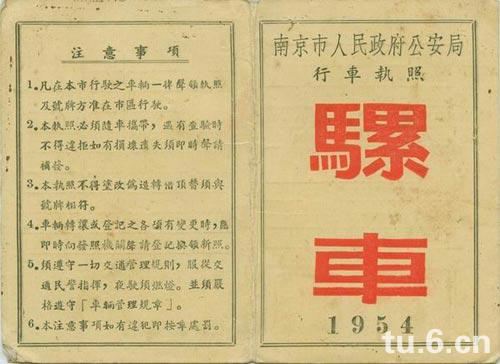 注意事項
1.凡在本市行駛之車輛一律聲領執照
及號牌方准在市區行駛。
2.本執照必須隨車攜帶,遇有查驗時
不得違拒如有損壞遺失須即時聲請
補發。
3.本執照不得塗改偽造轉借頂替須與
號牌相符。
4.車輛轉讓或登記之各項有變更時,應
即時向發照機關聲請登記換領新照。
5.須遵守一切交通管理規則,服從交
通民警指揮,夜駛須燃燈。並須嚴
格遵守「車輛管理規章」。
6.本注意事項如有違犯即按章處罰。
南京市人民政府公安局
行車執照
騾
車
1954
tu.6.cn